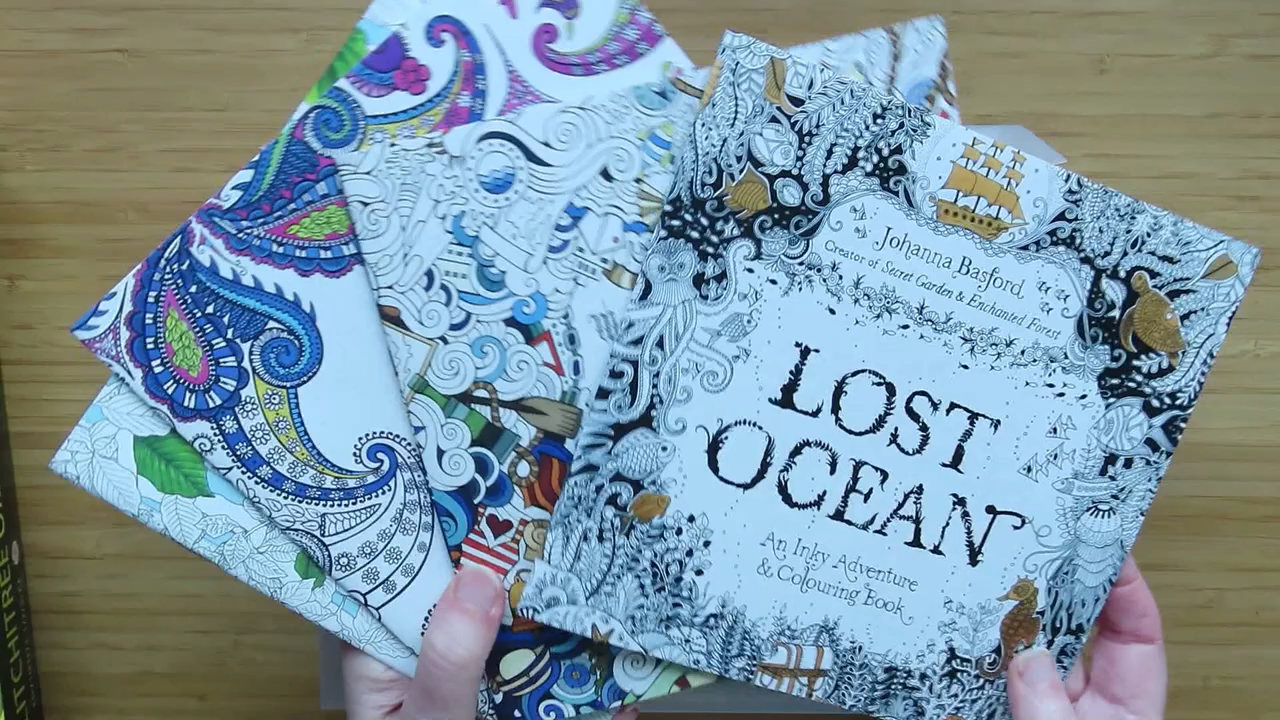 Johanna Basford
Creator of Secret Garden & Enchanted Forest
LOST
OCEAN
An Inky Adventure
& Colouring Book